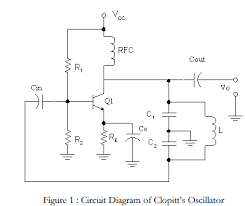 Vcc
RFC
Cout
R1
Vo
Cin
Q1
C1
L
R2
RE
Ce
C2
Figure 1 : Circuit Diagram of Clopitt's Oscillator